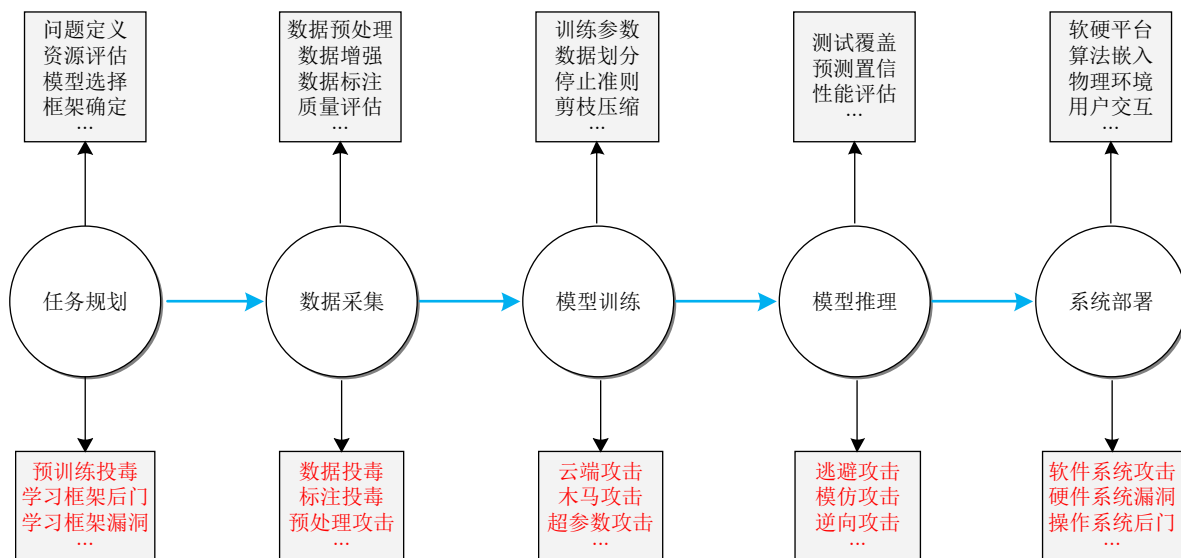 问题定义
资源评估
模型选择
框架确定
…
数据预处理
数据增强
数据标注
质量评估
…
训练参数
数据划分
停止准则
剪枝压缩
…
测试覆盖
预测置信
性能评估
…
软硬平台
算法嵌入
物理环境
用户交互
…
任务规划
数据采集
模型训练
模型推理
系统部署
预训练投毒
学习框架后门
学习框架漏洞
…
数据投毒
标注投毒
预处理攻击
…
云端攻击
木马攻击
超参数攻击
…
逃避攻击
模仿攻击
逆向攻击
…
软件系统攻击
硬件系统漏洞
操作系统后门
…